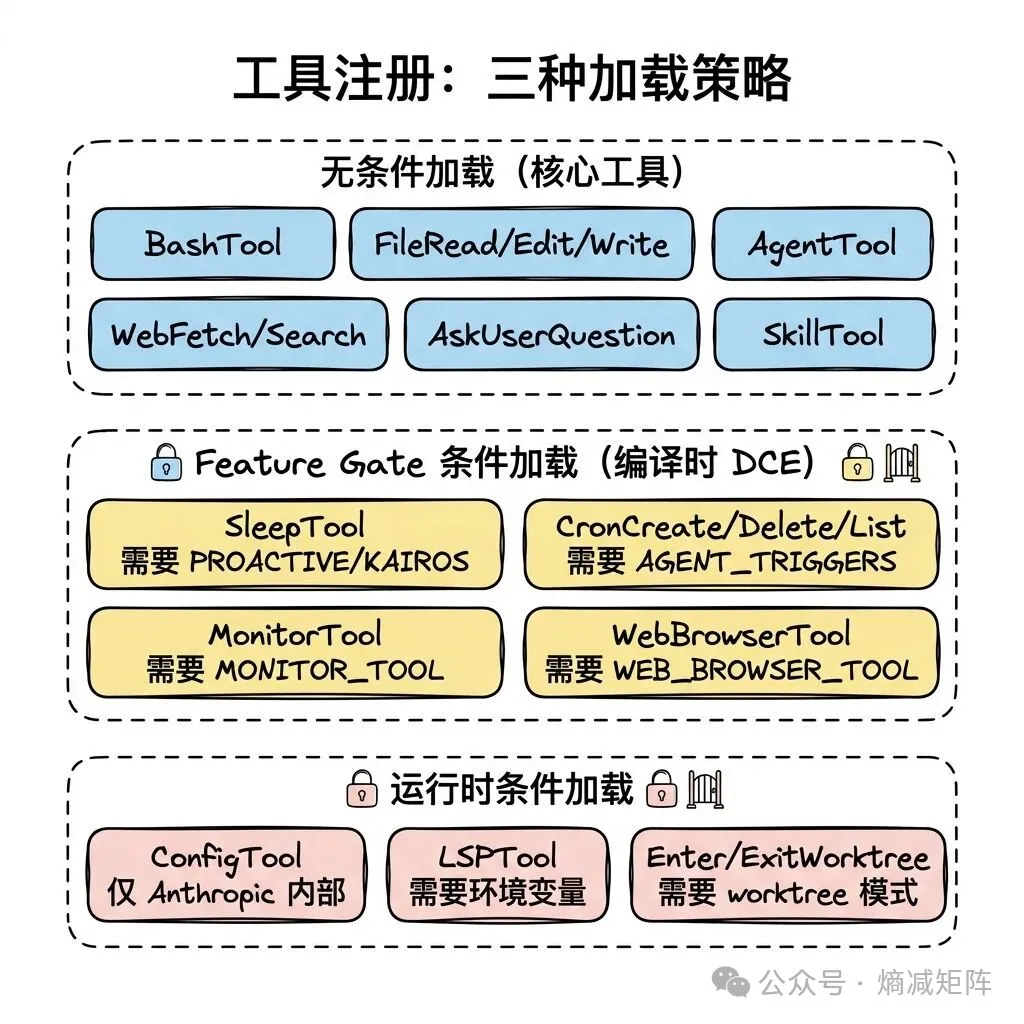 工具注册：三种加载策略
无条件加载（核心工具）
BashTool
FileRead/Edit/Write
AgentTool
WebFetch/Search
AskUserQuestion
SkillTool
Feature Gate 条件加载（编译时 DCE）
SleepTool
需要 PROACTIVE/KAIROS
CronCreate/Delete/List
需要 AGENT_TRIGGERS
MonitorTool
需要 MONITOR_TOOL
WebBrowserTool
需要 WEB_BROWSER_TOOL
运行时条件加载
ConfigTool
仅 Anthropic 内部
LSPTool
需要环境变量
Enter/ExitWorktree
需要 worktree 模式
公众号 · 熵减矩阵